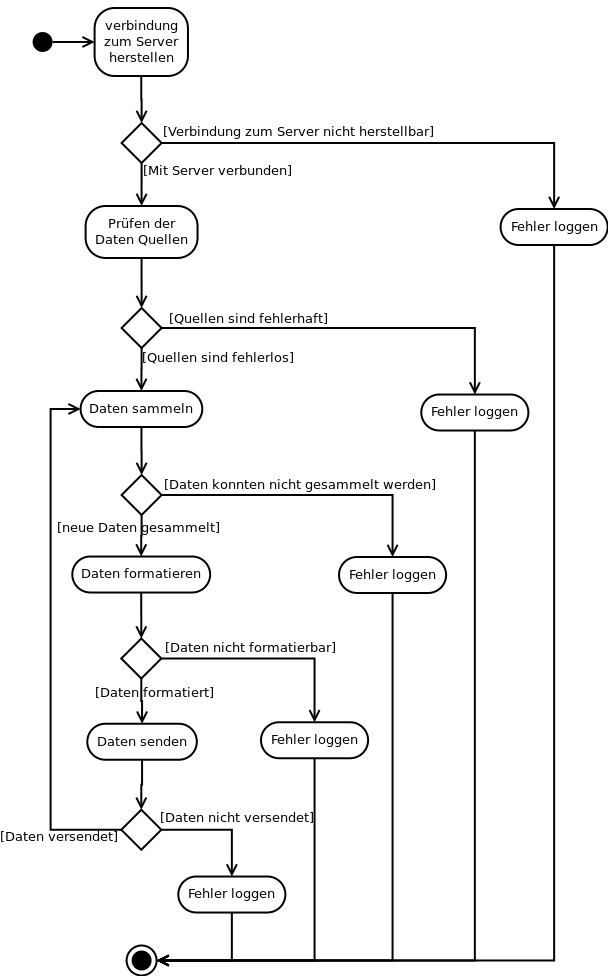 verbindung
zum Server
herstellen
[Verbindung zum Server nicht herstellbar]
[Mit Server verbunden]
Prüfen der
Daten Quellen
Fehler loggen
[Quellen sind fehlerhaft]
[Quellen sind fehlerlos]
Daten sammeln
Fehler loggen
[Daten konnten nicht gesammelt werden]
[neue Daten gesammelt]
Daten formatieren
Fehler loggen
[Daten nicht formatierbar]
[Daten formatiert]
Daten senden
Fehler loggen
[Daten nicht versendet]
[Daten versendet]
Fehler loggen